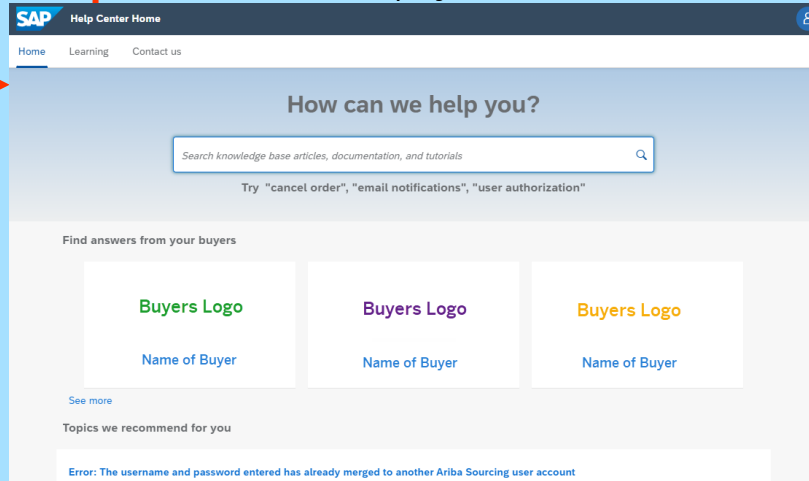 SAP Help Center Home
Home Learning Contact us
How can we help you?
Search knowledge base articles, documentation, and tutorials
Try "cancel order", "email notifications", "user authorization"
Find answers from your buyers
Buyers Logo Buyers Logo Buyers Logo
Name of Buyer Name of Buyer Name of Buyer
See more
Topics we recommend for you
Error: The username and password entered has already merged to another Ariba Sourcing user account